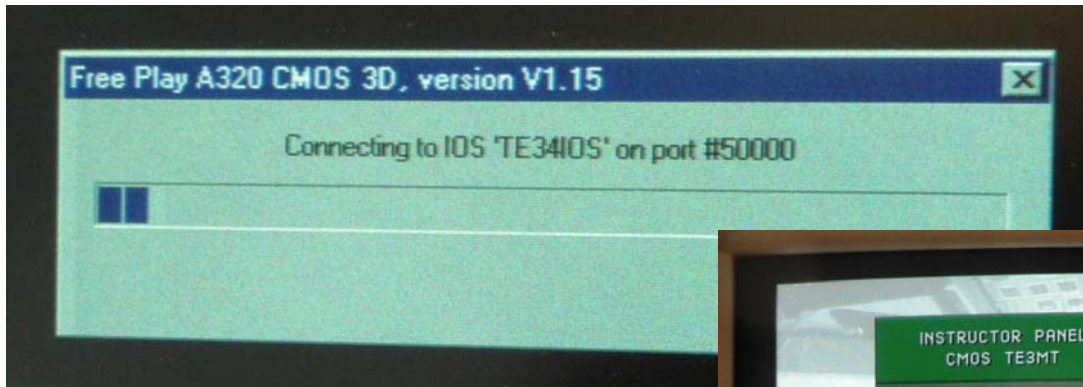 Free Play A320 CMOS 3D, version V1.15
Connecting to IOS 'TE34IOS' on port #50000
INSTRUCTOR PANEL
CMOS TE3MT